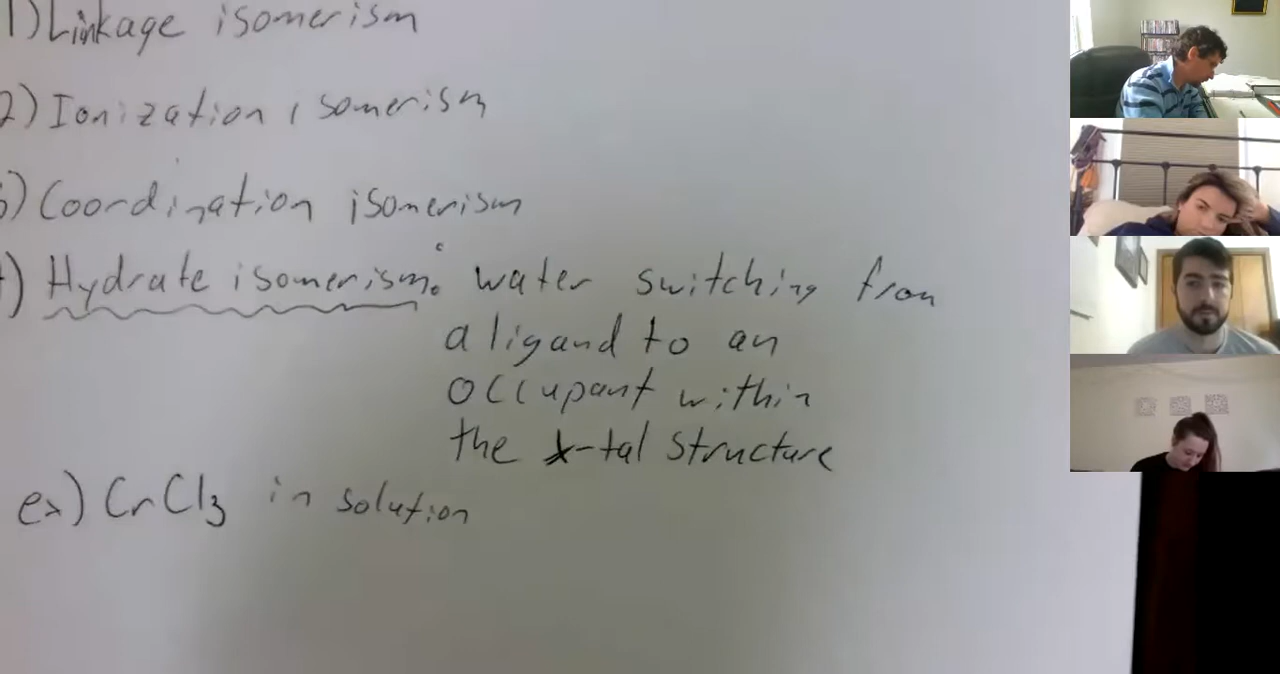 1) Linkage isomerism
2) Ionization isomerism
3) Coordination isomerism
4) Hydrate isomerism: water switching from
a ligand to an
occupant within
the x-tal structure
ex) CrCl3 in solution